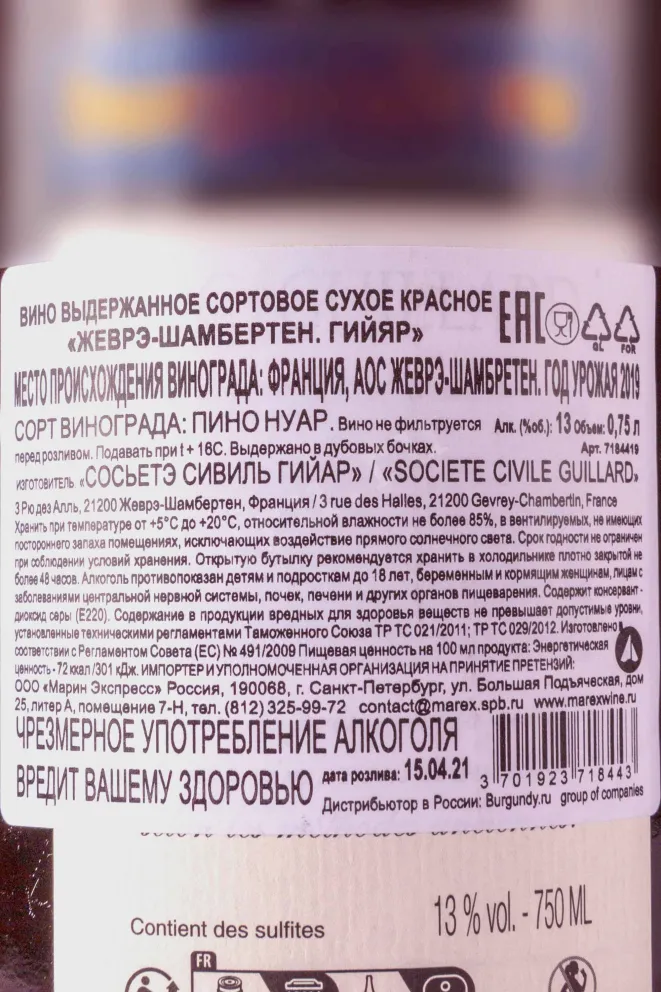 ВИНО ВЫДЕРЖАННОЕ СОРТОВОЕ СУХОЕ КРАСНОЕ EAC
«ЖЕВРЭ-ШАМБЕРТЕН. ГИЙЯР»
GL FOR
МЕСТО ПРОИСХОЖДЕНИЯ ВИНОГРАДА: ФРАНЦИЯ, АОС ЖЕВРЭ-ШАМБРЕТЕН. ГОД УРОЖАЯ 2019
СОРТ ВИНОГРАДА: ПИНО НУАР. Вино не фильтруется Алк. (%об.): 13 Объем: 0,75 л
перед розливом. Подавать при t + 16С. Выдержано в дубовых бочках. Арт. 7184419
ИЗГОТОВИТЕЛЬ «СОСЬЕТЭ СИВИЛЬ ГИЙАР» / «SOCIETE CIVILE GUILLARD»
3 Рю дез Алль, 21200 Жеврэ-Шамбертен, Франция / 3 rue des Halles, 21200 Gevrey-Chambertin, France
Хранить при температуре от +5°С до +20°С, относительной влажности не более 85%, в вентилируемых, не имеющих
постороннего запаха помещениях, исключающих воздействие прямого солнечного света. Срок годности не ограничен
при соблюдении условий хранения. Открытую бутылку рекомендуется хранить в холодильнике плотно закрытой не
более 48 часов. Алкоголь противопоказан детям и подросткам до 18 лет, беременным и кормящим женщинам, лицам с
заболеваниями центральной нервной системы, почек, печени и других органов пищеварения. Содержит консервант -
диоксид серы (Е220). Содержание в продукции вредных для здоровья веществ не превышает допустимые уровни,
установленные техническими регламентами Таможенного Союза ТР ТС 021/2011; ТР ТС 029/2012. Изготовлено в
соответствии с Регламентом Совета (ЕС) № 491/2009 Пищевая ценность на 100 мл продукта: Энергетическая
ценность - 72 ккал /301 кДж. ИМПОРТЕР И УПОЛНОМОЧЕННАЯ ОРГАНИЗАЦИЯ НА ПРИНЯТИЕ ПРЕТЕНЗИЙ:
ООО «Марин Экспресс» Россия, 190068, г. Санкт-Петербург, ул. Большая Подъяческая, дом
25, литер А, помещение 7-Н, тел. (812) 325-99-72 contact@marex.spb.ru www.marexwine.ru
ЧРЕЗМЕРНОЕ УПОТРЕБЛЕНИЕ АЛКОГОЛЯ
ВРЕДИТ ВАШЕМУ ЗДОРОВЬЮ дата розлива: 15.04.21 3 701923 718443
Дистрибьютор в России: Burgundy.ru group of companies
13 % vol. - 750 ML
Contient des sulfites
FR